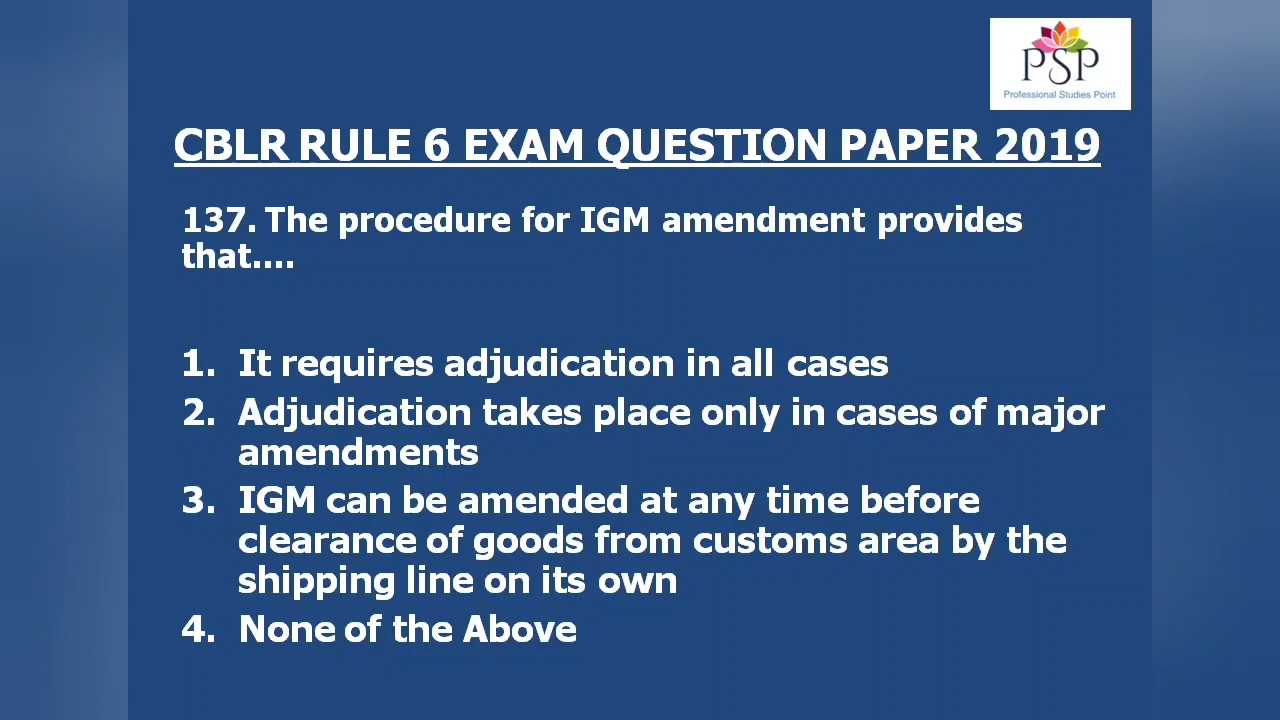 PSP
Professional Studies Point
CBLR RULE 6 EXAM QUESTION PAPER 2019
137. The procedure for IGM amendment provides
that....
1. It requires adjudication in all cases
2. Adjudication takes place only in cases of major
amendments
3. IGM can be amended at any time before
clearance of goods from customs area by the
shipping line on its own
4. None of the Above